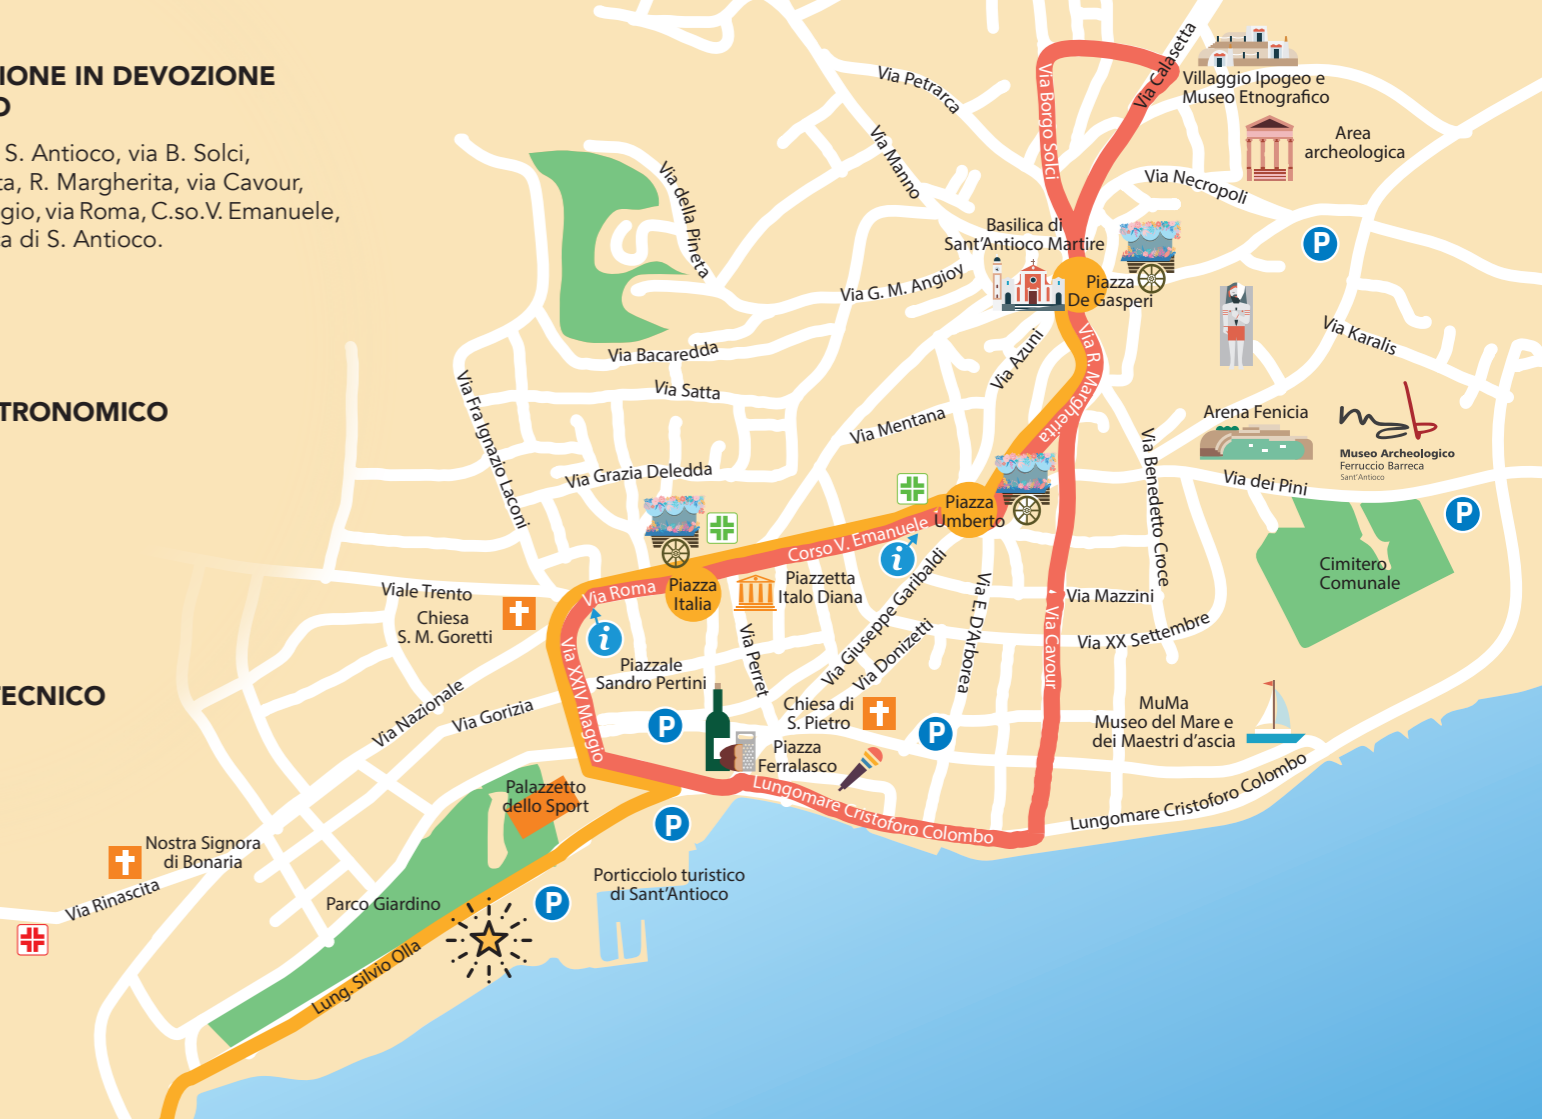 IONE IN DEVOZIONE
O
S. Antioco, via B. Solci,
ta, R. Margherita, via Cavour,
gio, via Roma, C.so.V. Emanuele,
a di S. Antioco.
TRONOMICO
TECNICO
Via Petrarca
Via Manno
Via Borgo Solci
Via Calasetta
Villaggio Ipogeo e
Museo Etnografico
Area
archeologica
Via Necropoli
P
Via della Pineta
Basilica di
Sant'Antioco Martire
Via G. M. Angioy
Piazza
De Gasperi
Via Karalis
Via Bacaredda
Via Azuni
Via R. Margherita
Via Satta
Via Fra Ignazio Laconi
Via Mentana
Arena Fenicia
Museo Archeologico
Ferruccio Barreca
Sant'Antioco
Via Benedetto Croce
Via Grazia Deledda
Via dei Pini
P
Piazza
Umberto
Corso V. Emanuele
i
Cimitero
Comunale
Viale Trento
Via Roma
Piazza
Italia
Piazzetta
Italo Diana
Via Giuseppe Garibaldi
Via E. D'Arborea
Via Mazzini
Chiesa
S. M. Goretti
i
Via XX Settembre
Via Cavour
Via XXIV Maggio
Via Perret
Via Donizetti
Piazzale
Sandro Pertini
Via Nazionale
Via Gorizia
P
Chiesa di
S. Pietro
P
MuMa
Museo del Mare e
dei Maestri d'ascia
Piazza
Ferralasco
Palazzetto
dello Sport
Lungomare Cristoforo Colombo
Lungomare Cristoforo Colombo
P
Nostra Signora
di Bonaria
Porticciolo turistico
di Sant'Antioco
Via Rinascita
Parco Giardino
P
Lung. Silvio Olla